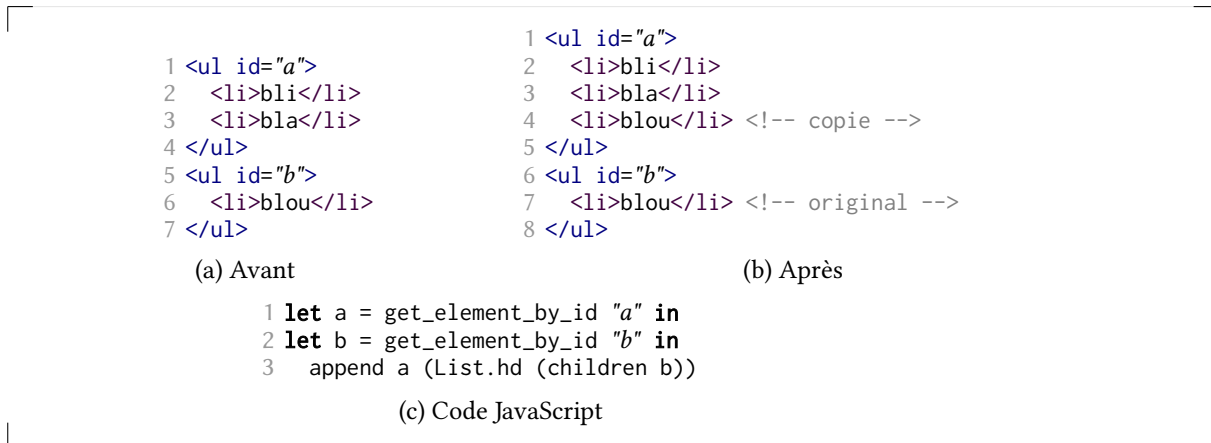 1 <ul id="a">
2   <li>bli</li>
3   <li>bla</li>
4 </ul>
5 <ul id="b">
6   <li>blou</li>
7 </ul>
(a) Avant
1 <ul id="a">
2   <li>bli</li>
3   <li>bla</li>
4   <li>blou</li> <!-- copie -->
5 </ul>
6 <ul id="b">
7   <li>blou</li> <!-- original -->
8 </ul>
(b) Après
1 let a = get_element_by_id "a" in
2 let b = get_element_by_id "b" in
3   append a (List.hd (children b))
(c) Code JavaScript